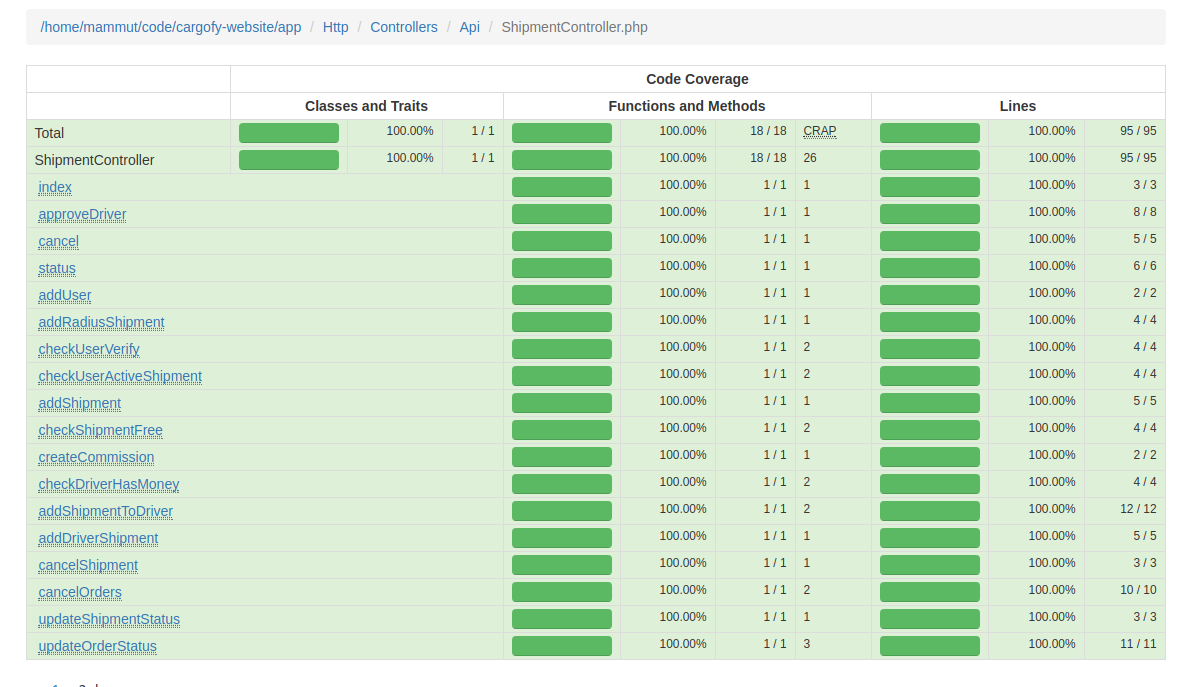 /home/mammut/code/cargofy-website/app / Http / Controllers / Api / ShipmentController.php
Code Coverage
Classes and Traits Functions and Methods Lines
Total 100.00% 1 / 1 100.00% 18 / 18 CRAP 100.00% 95 / 95
ShipmentController 100.00% 1 / 1 100.00% 18 / 18 26 100.00% 95 / 95
index 100.00% 1 / 1 1 100.00% 3 / 3
approveDriver 100.00% 1 / 1 1 100.00% 8 / 8
cancel 100.00% 1 / 1 1 100.00% 5 / 5
status 100.00% 1 / 1 1 100.00% 6 / 6
addUser 100.00% 1 / 1 1 100.00% 2 / 2
addRadiusShipment 100.00% 1 / 1 1 100.00% 4 / 4
checkUserVerify 100.00% 1 / 1 2 100.00% 4 / 4
checkUserActiveShipment 100.00% 1 / 1 2 100.00% 4 / 4
addShipment 100.00% 1 / 1 1 100.00% 5 / 5
checkShipmentFree 100.00% 1 / 1 2 100.00% 4 / 4
createCommission 100.00% 1 / 1 1 100.00% 2 / 2
checkDriverHasMoney 100.00% 1 / 1 2 100.00% 4 / 4
addShipmentToDriver 100.00% 1 / 1 2 100.00% 12 / 12
addDriverShipment 100.00% 1 / 1 1 100.00% 5 / 5
cancelShipment 100.00% 1 / 1 1 100.00% 3 / 3
cancelOrders 100.00% 1 / 1 2 100.00% 10 / 10
updateShipmentStatus 100.00% 1 / 1 1 100.00% 3 / 3
updateOrderStatus 100.00% 1 / 1 3 100.00% 11 / 11